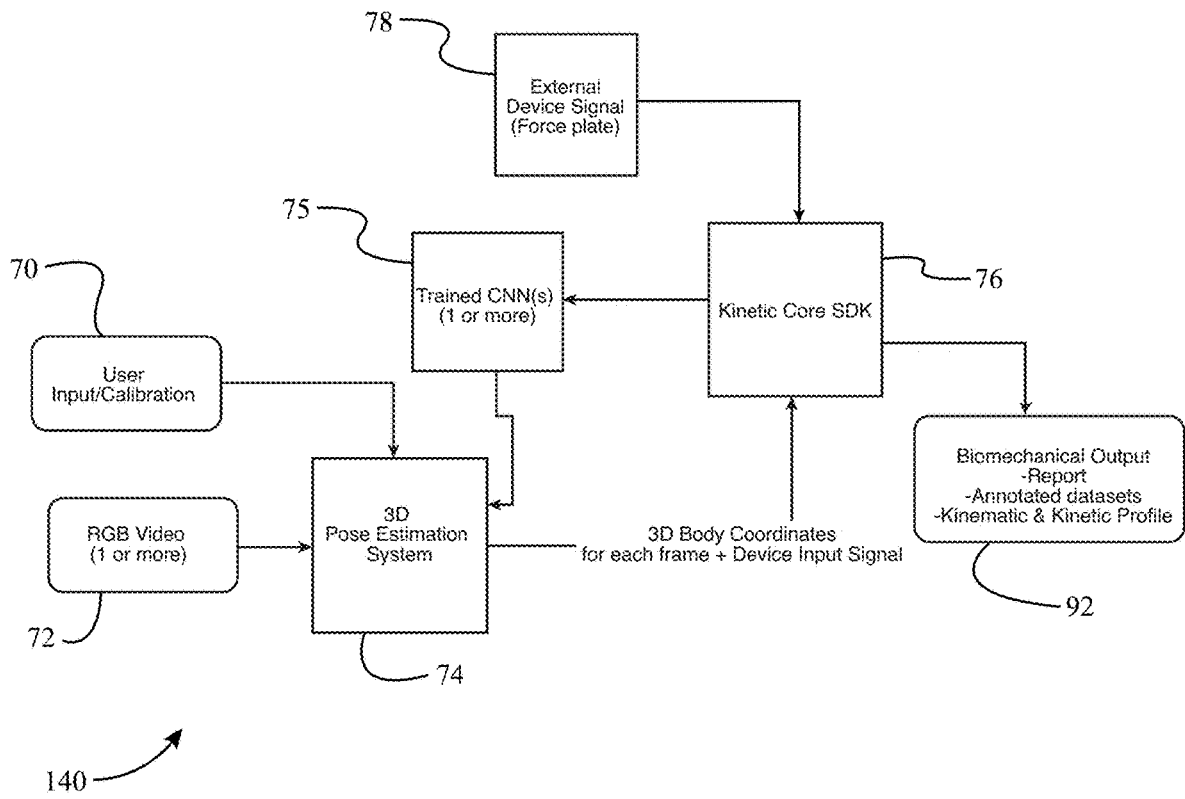 78
External
Device Signal
(Force plate)
75
Trained CNN(s)
(1 or more)
76
Kinetic Core SDK
70
User
Input/Calibration
Biomechanical Output
-Report
-Annotated datasets
-Kinematic & Kinetic Profile
92
RGB Video
(1 or more)
72
3D
Pose Estimation
System
74
3D Body Coordinates
for each frame + Device Input Signal
140